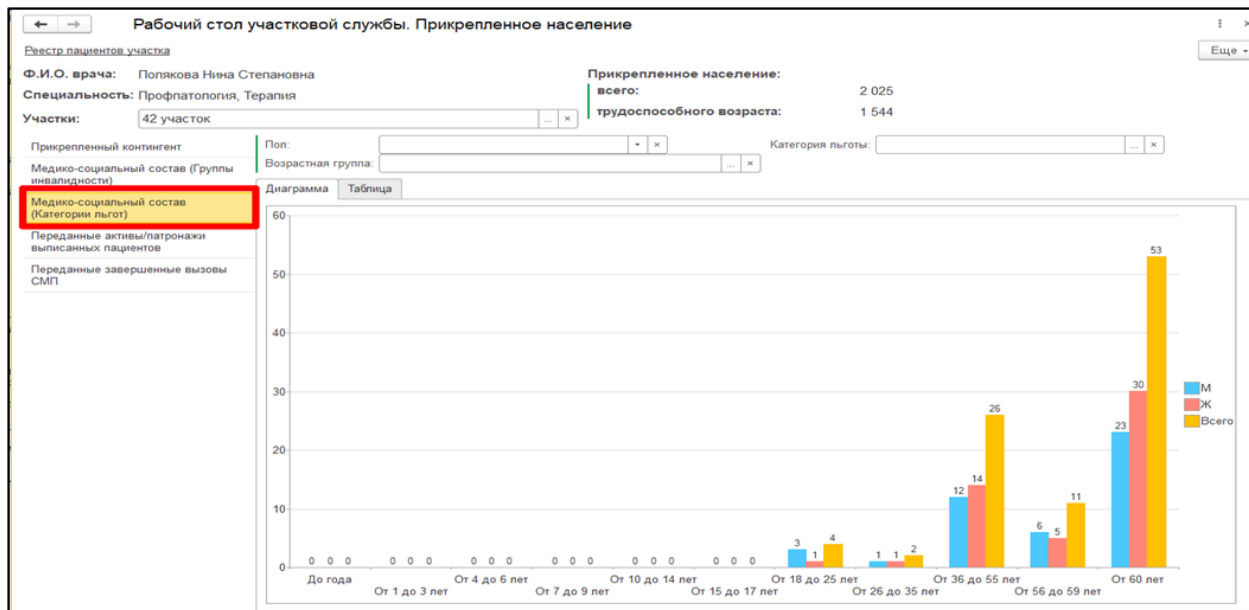 Рабочий стол участковой службы. Прикрепленное население
Реестр пациентов участка
Еще
Ф.И.О. врача: Полякова Нина Степановна
Прикрепленное население:
Специальность: Профпатология, Терапия
всего: 2 025
Участки: 42 участок
трудоспособного возраста: 1 544
Прикрепленный контингент
Медико-социальный состав (Группы
инвалидности)
Медико-социальный состав
(Категории льгот)
Переданные активы/патронажи
выписанных пациентов
Переданные завершенные вызовы
СМП
Пол:
Категория льготы:
Возрастная группа:
Диаграмма Таблица
60
50
40
30
20
10
0
0 0 0 0 0 0 0 0 0 0 0 0 0 0 0 0 0 0 3 1 4 1 1 2 12 14 26 6 5 11 23 30 53
До года От 4 до 6 лет От 10 до 14 лет От 18 до 25 лет От 36 до 55 лет От 60 лет
От 1 до 3 лет От 7 до 9 лет От 15 до 17 лет От 26 до 35 лет От 56 до 59 лет
М
Ж
Всего